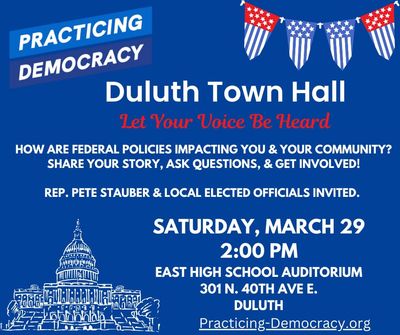 PRACTICING
DEMOCRACY
Duluth Town Hall
Let Your Voice Be Heard
HOW ARE FEDERAL POLICIES IMPACTING YOU & YOUR COMMUNITY?
SHARE YOUR STORY, ASK QUESTIONS, & GET INVOLVED!
REP. PETE STAUBER & LOCAL ELECTED OFFICIALS INVITED.
SATURDAY, MARCH 29
2:00 PM
EAST HIGH SCHOOL AUDITORIUM
301 N. 40TH AVE E.
DULUTH
Practicing-Democracy.org